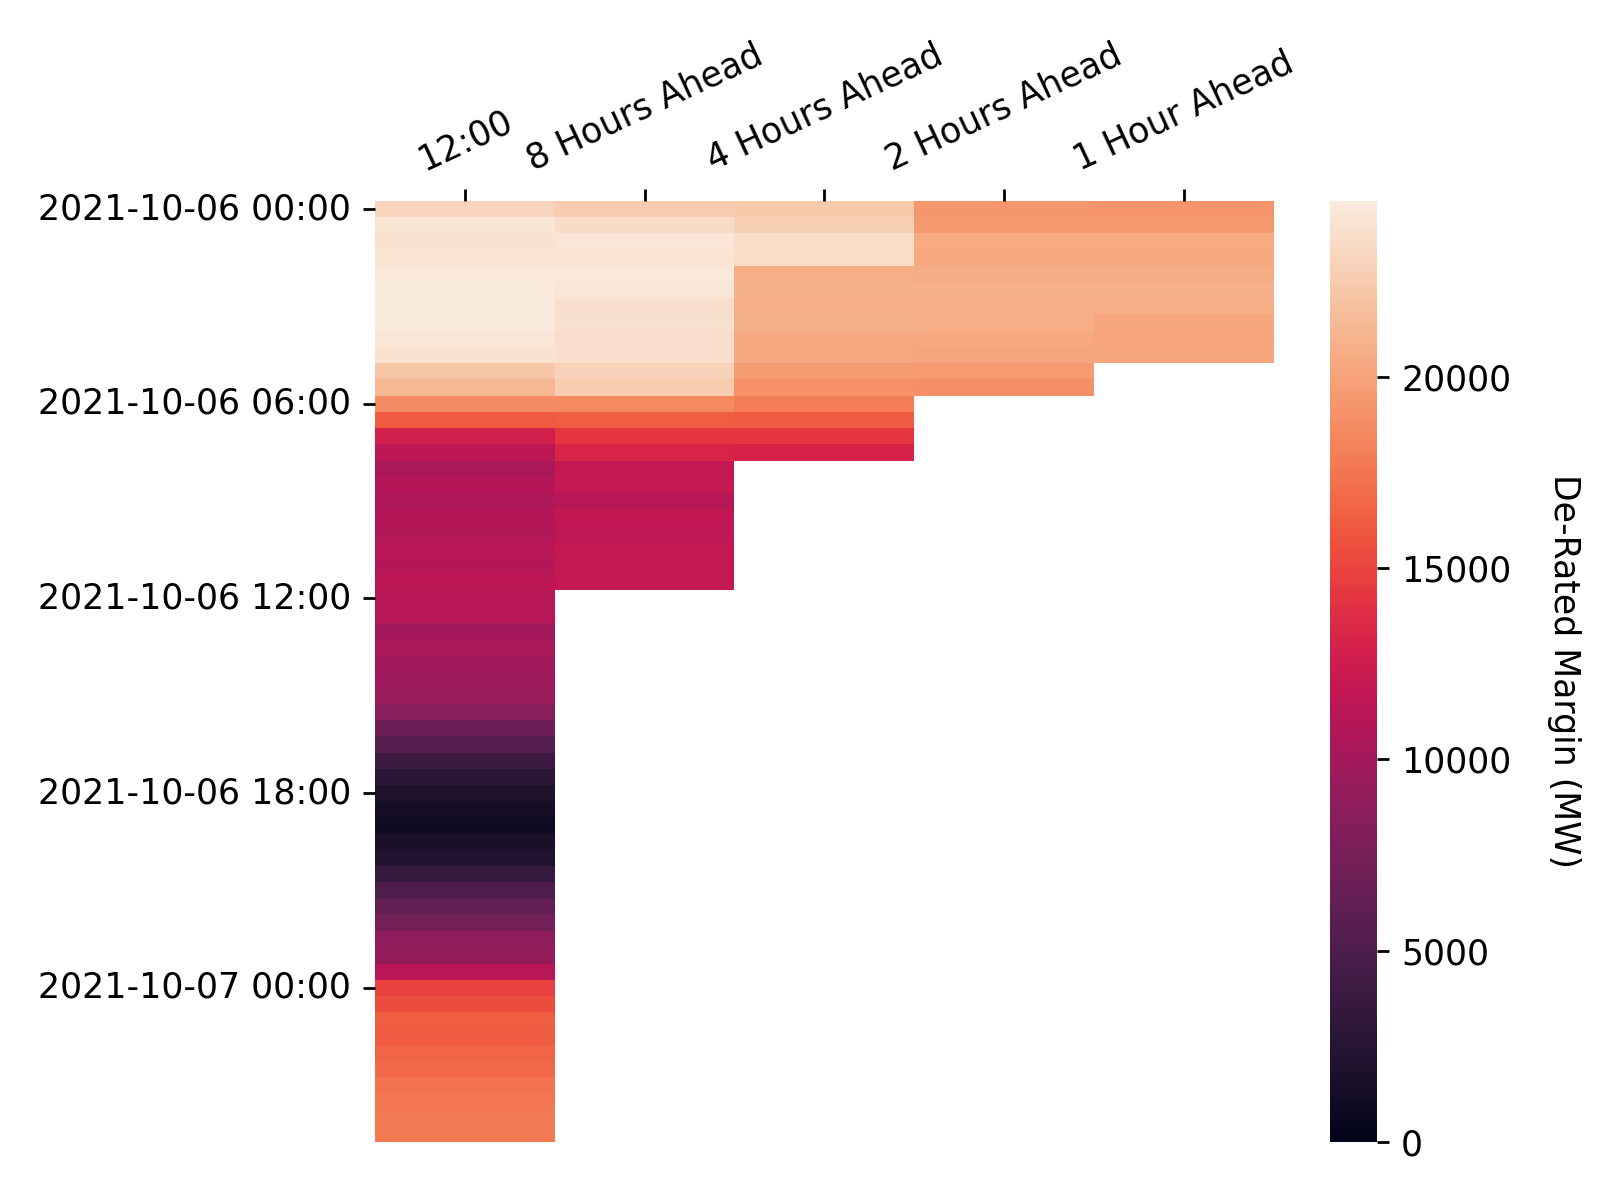 12:00
8 Hours Ahead
4 Hours Ahead
2 Hours Ahead
1 Hour Ahead
2021-10-06 00:00
2021-10-06 06:00
2021-10-06 12:00
2021-10-06 18:00
2021-10-07 00:00
20000
15000
10000
5000
0
De-Rated Margin (MW)